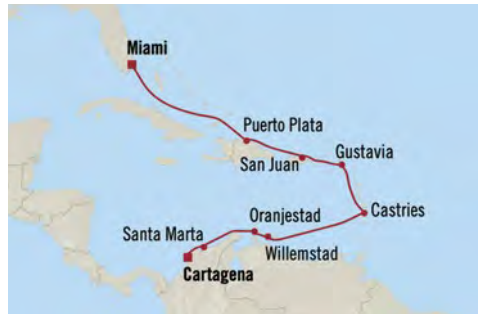 Miami
Puerto Plata
San Juan
Gustavia
Castries
Oranjestad
Santa Marta
Willemstad
Cartagena